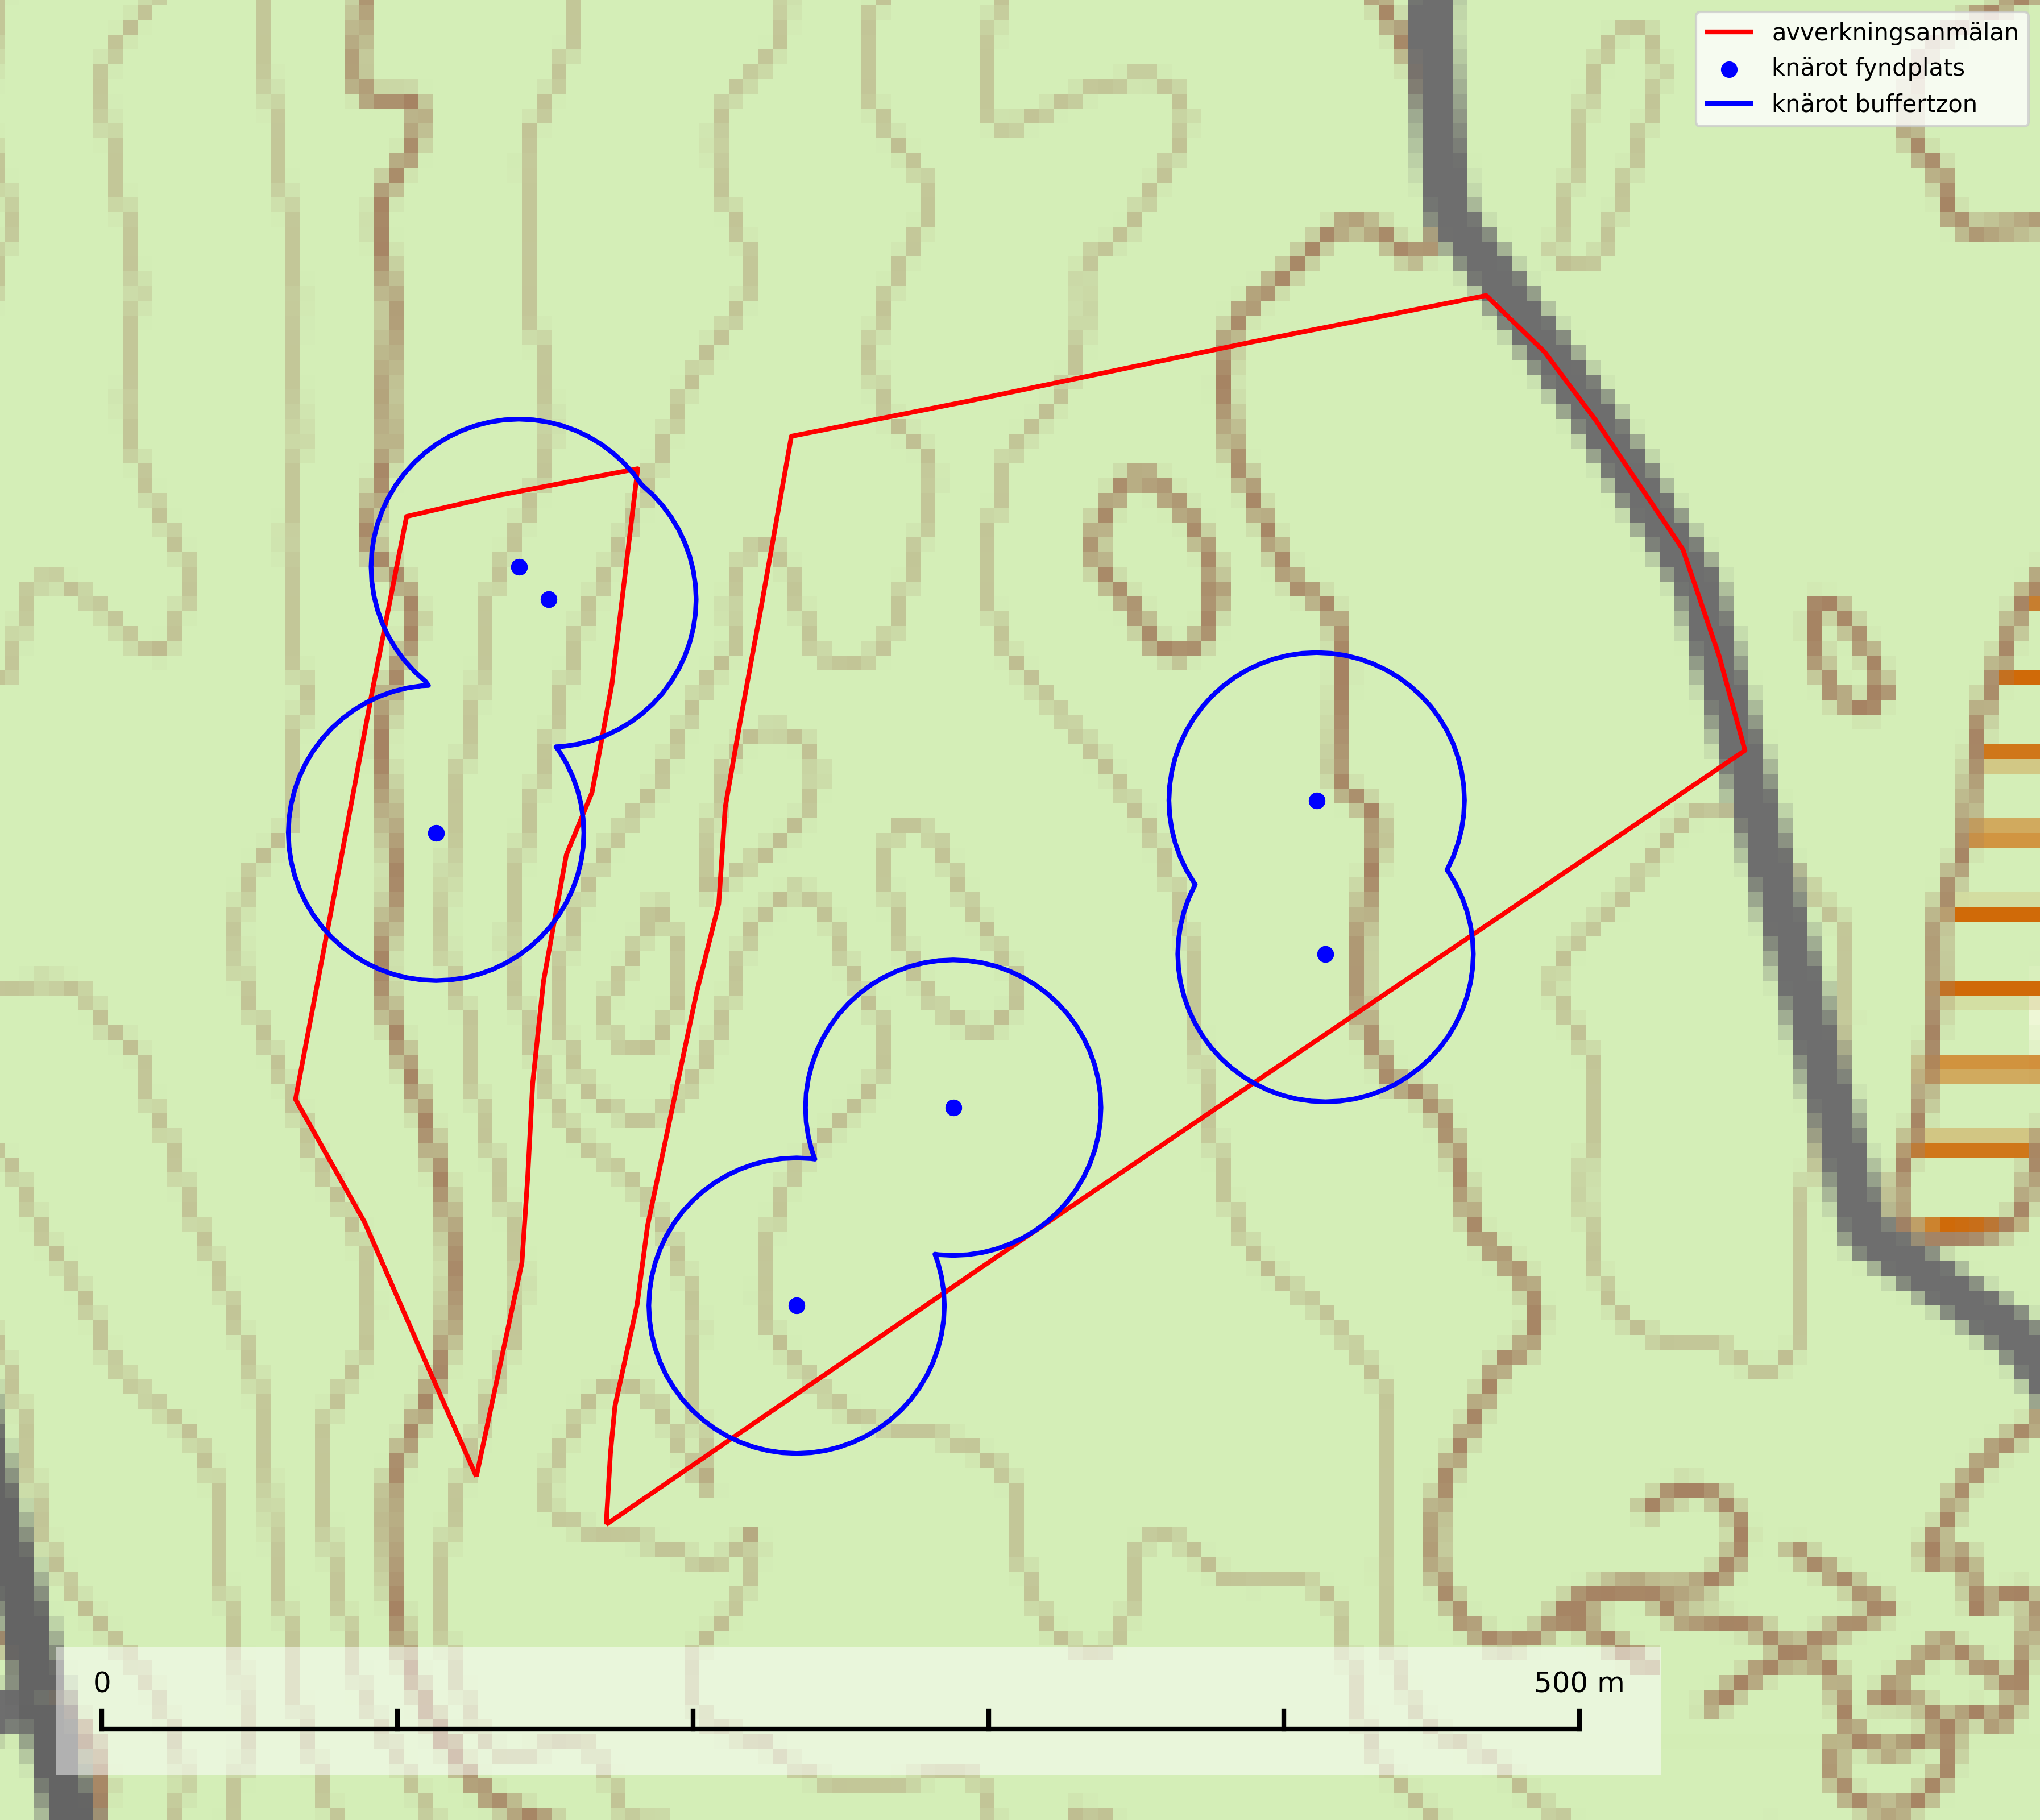 avverkningsanmälan
knärot fyndplats
knärot buffertzon
0 500 m